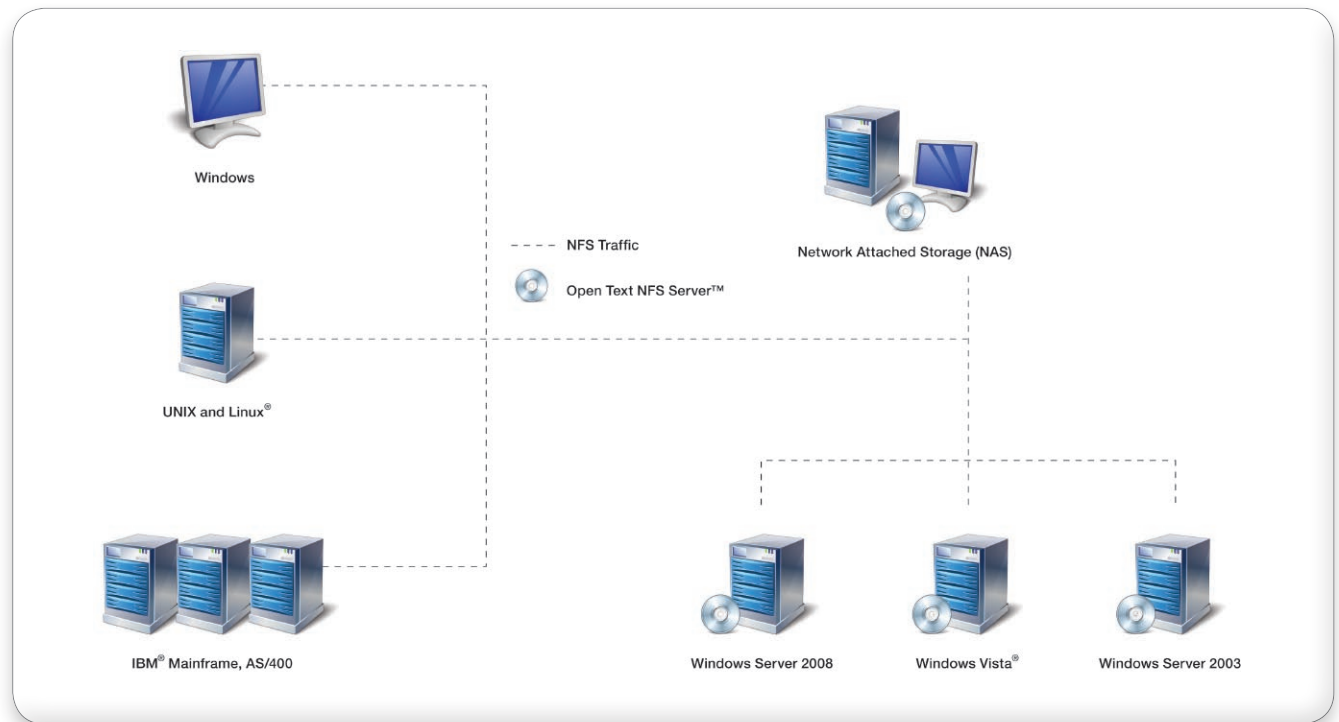 Windows
Network Attached Storage (NAS)
NFS Traffic
Open Text NFS Server™
UNIX and Linux®
IBM® Mainframe, AS/400
Windows Server 2008
Windows Vista®
Windows Server 2003